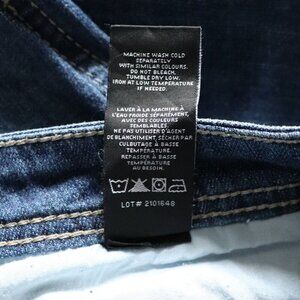 MACHINE WASH COLD
SEPARATELY
WITH SIMILAR COLOURS.
DO NOT BLEACH.
TUMBLE DRY LOW.
IRON AT LOW TEMPERATURE
IF NEEDED.
LAVER À LA MACHINE À
L'EAU FROIDE SÉPARÉMENT,
AVEC LES COULEURS
SEMBLABLES.
NE PAS UTILISER D'AGENT
DE BLANCHIMENT, SÉCHER PAR
CULBUTAGE À BASSE
TEMPÉRATURE.
REPASSER À BASSE
TEMPÉRATURE
AU BESOIN.
LOT# 2101648